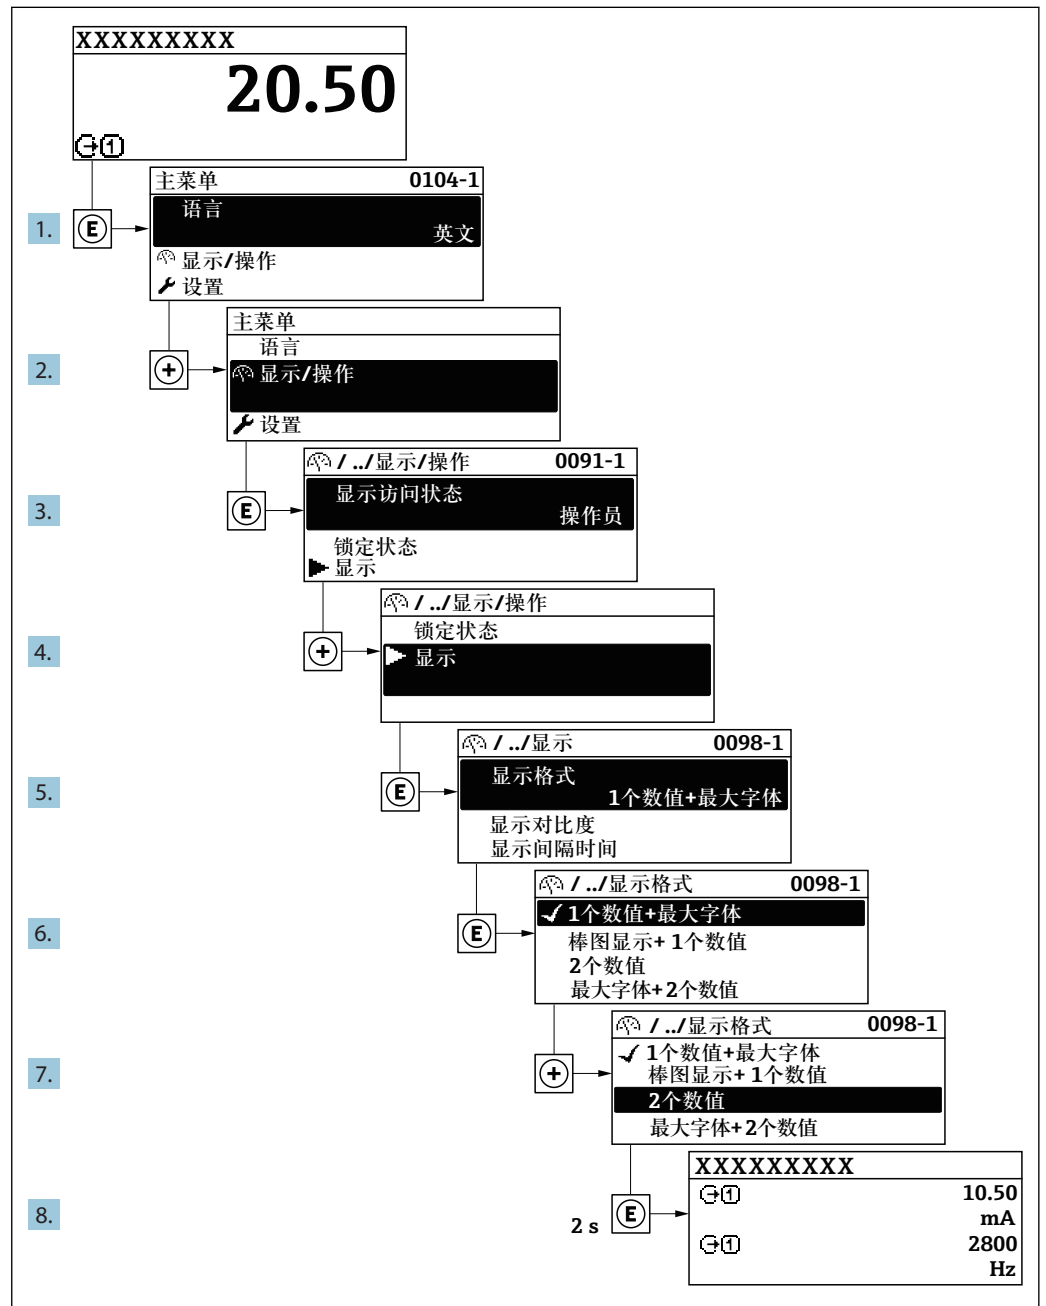 XXXXXXXXX
20.50
1
主菜单 0104-1
1. E 语言
英文
显示/操作
设置
主菜单
语言
2. + 显示/操作
设置
/ ../显示/操作 0091-1
显示访问状态
3. E 操作员
锁定状态
显示
/ ../显示/操作
锁定状态
4. + 显示
/ ../显示 0098-1
显示格式
5. E 1个数值+最大字体
显示对比度
显示间隔时间
/ ../显示格式 0098-1
1个数值+最大字体
6. E 棒图显示+ 1个数值
2个数值
最大字体+2个数值
/ ../显示格式 0098-1
1个数值+最大字体
7. + 棒图显示+ 1个数值
2个数值
最大字体+2个数值
XXXXXXXXX
1 10.50
8. 2 s E mA
1 2800
Hz